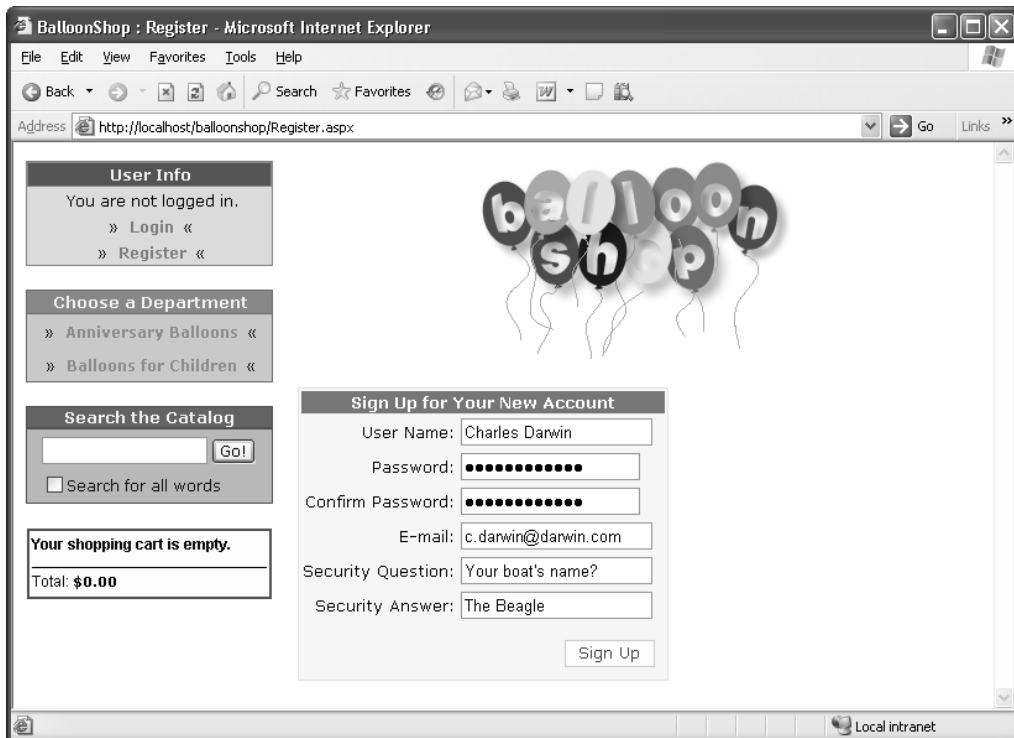 BalloonShop : Register - Microsoft Internet Explorer
File Edit View Favorites Tools Help
Back Search Favorites
Address http://localhost/balloonshop/Register.aspx Go Links »
User Info
You are not logged in.
» Login «
» Register «
Choose a Department
» Anniversary Balloons «
» Balloons for Children «
Search the Catalog
Go!
Search for all words
Your shopping cart is empty.
Total: $0.00
balloon
shop
Sign Up for Your New Account
User Name: Charles Darwin
Password: ●●●●●●●●●●●●
Confirm Password: ●●●●●●●●●●●●
E-mail: c.darwin@darwin.com
Security Question: Your boat's name?
Security Answer: The Beagle
Sign Up
Local intranet